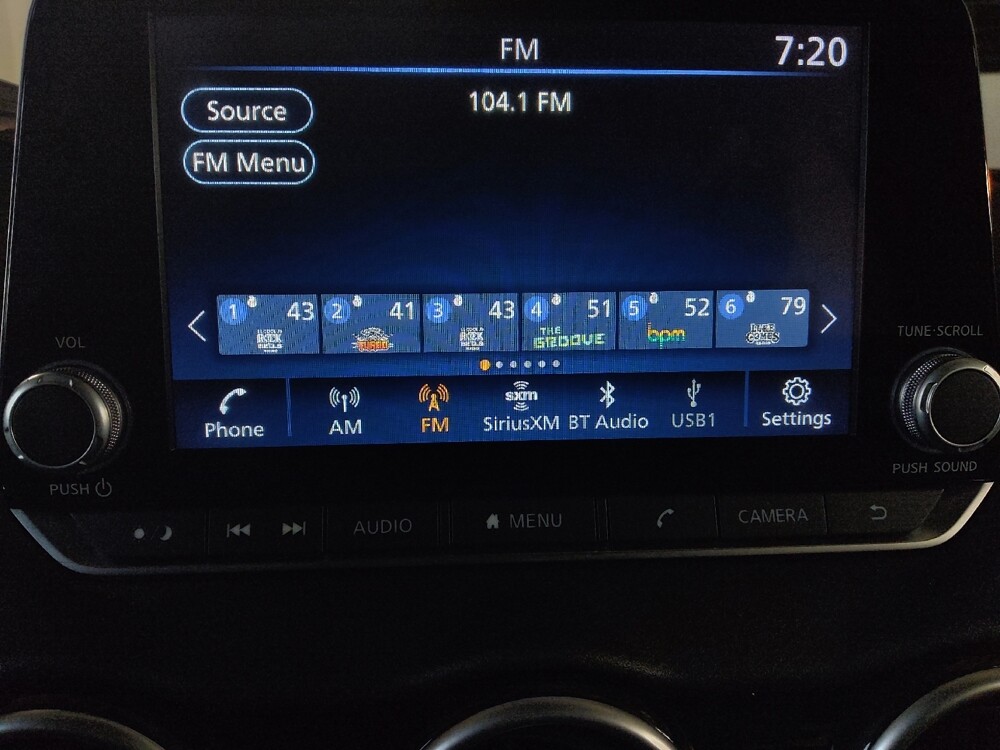 FM 7:20
Source 104.1 FM
FM Menu
1 43 2 41 3 43 4 51 5 52 6 79
TURBO THE GROOVE bpm
VOL
TUNE·SCROLL
Phone AM FM sxm SiriusXM BT Audio USB1 Settings
PUSH
PUSH SOUND
AUDIO MENU CAMERA